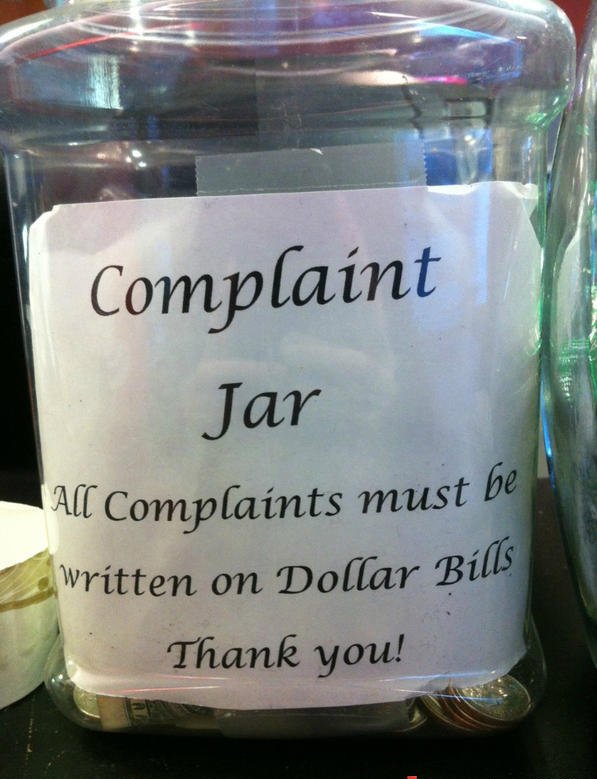 Complaint
Jar
All Complaints must be
written on Dollar Bills
Thank you!